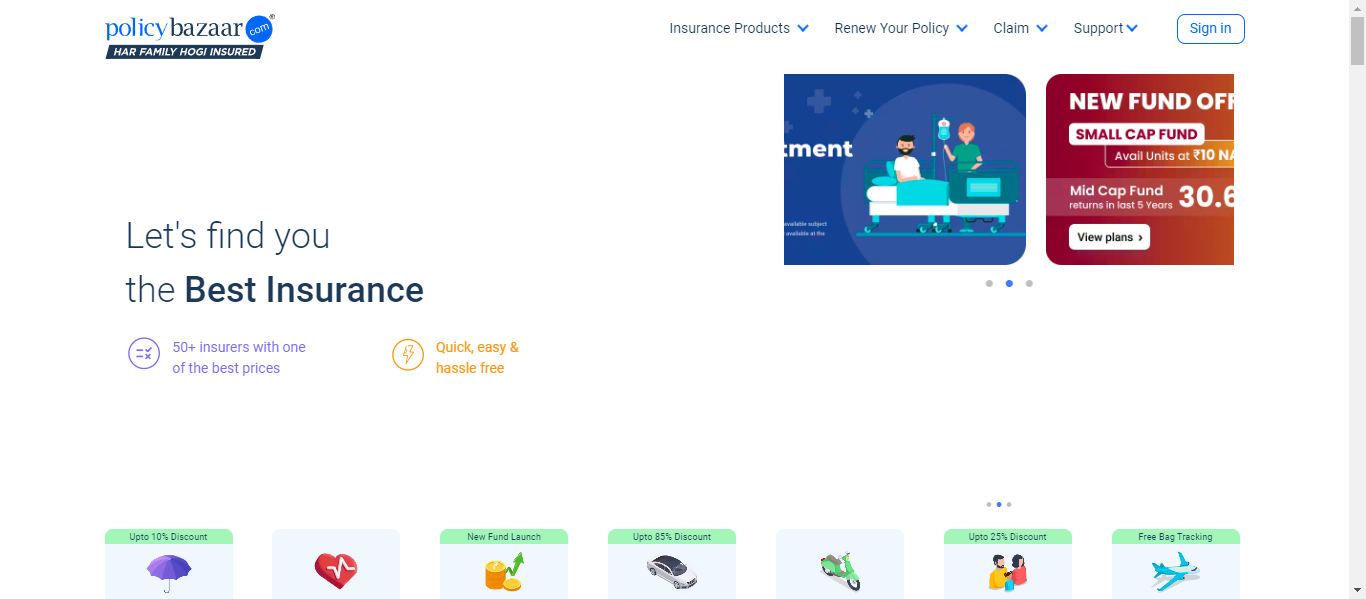 policybazaar.com®
HAR FAMILY HOGI INSURED
Insurance Products
Renew Your Policy
Claim
Support
Sign in
tment
available subject
available at the
NEW FUND OFF
SMALL CAP FUND
Avail Units at ₹10 NA
Mid Cap Fund
returns in last 5 Years
30.6
View plans ›
Let's find you
the Best Insurance
50+ insurers with one
of the best prices
Quick, easy &
hassle free
Upto 10% Discount
New Fund Launch
Upto 85% Discount
Upto 25% Discount
Free Bag Tracking